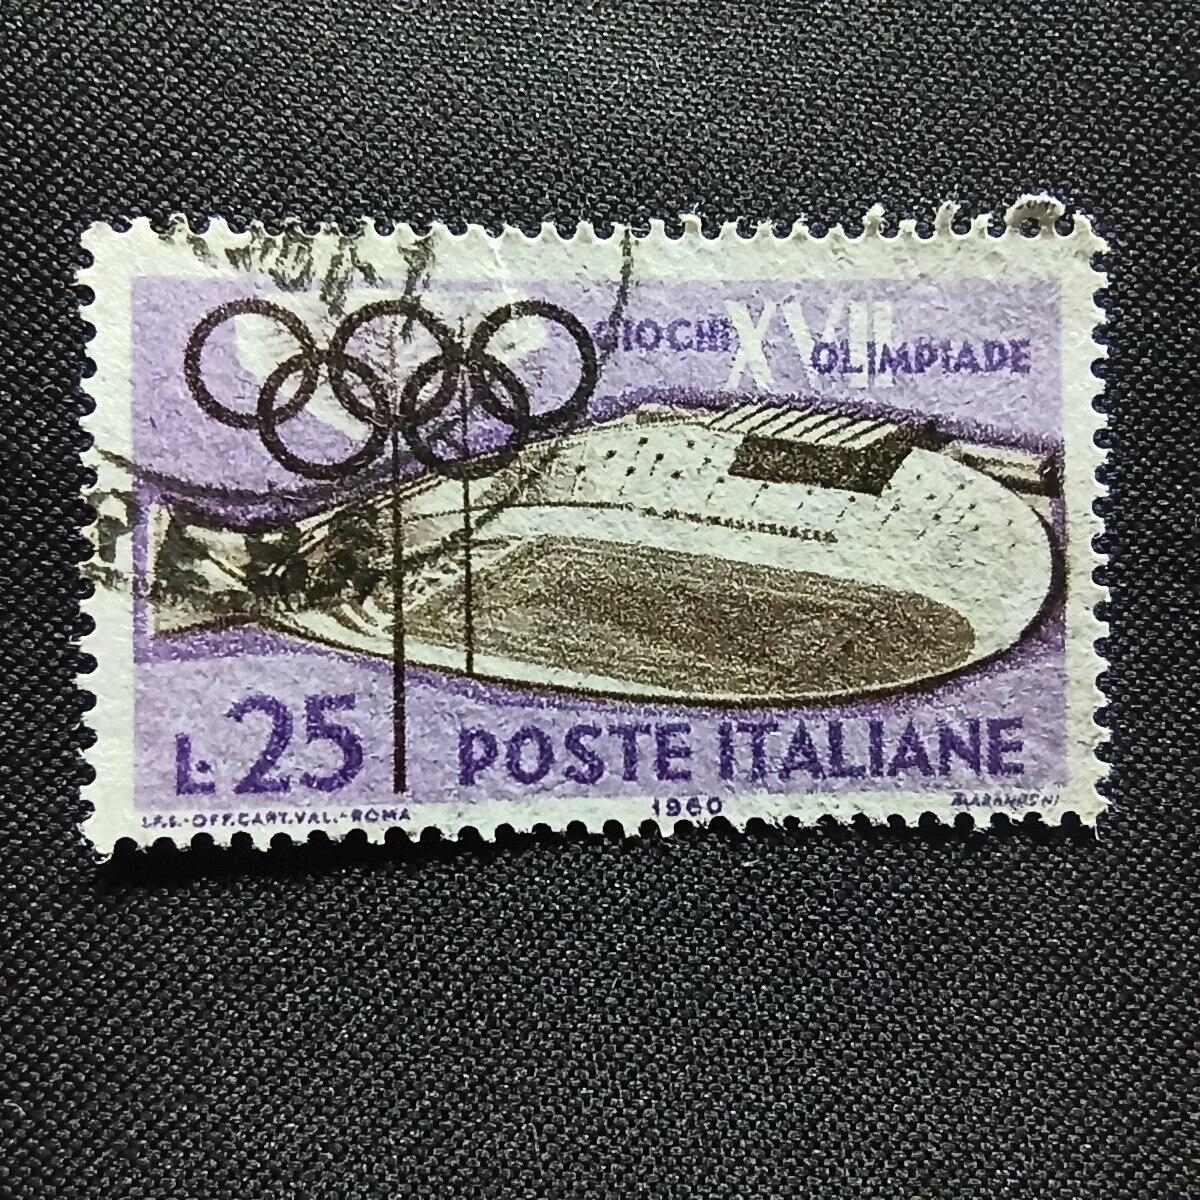 GIOCHI XVII OLIMPIADE
L. 25 POSTE ITALIANE
I.P.S.-OFF.CART.VAL.-ROMA 1960